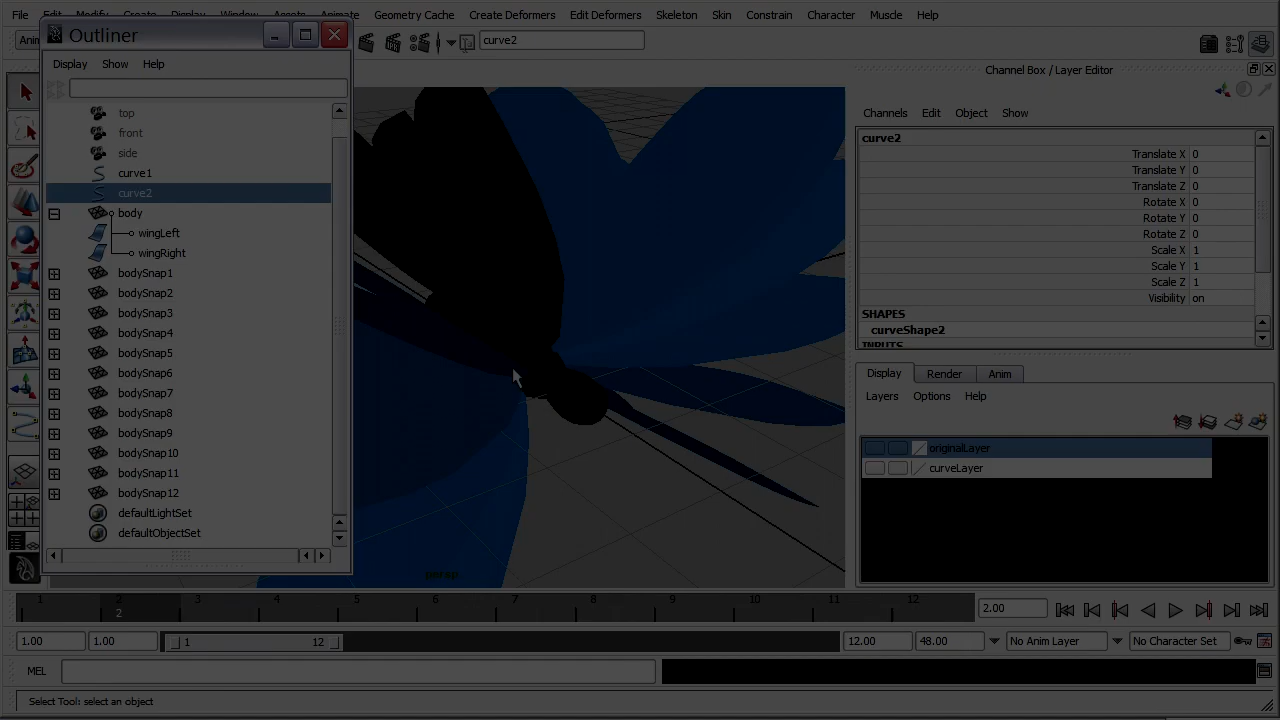 File Edit Modify Create Display Window Assets Animate Geometry Cache Create Deformers Edit Deformers Skeleton Skin Constrain Character Muscle Help
Outliner
curve2
Channel Box / Layer Editor
Display Show Help
top
front
side
curve1
curve2
body
wingLeft
wingRight
bodySnap1
bodySnap2
bodySnap3
bodySnap4
bodySnap5
bodySnap6
bodySnap7
bodySnap8
bodySnap9
bodySnap10
bodySnap11
bodySnap12
defaultLightSet
defaultObjectSet
persp
Channels Edit Object Show
curve2
Translate X 0
Translate Y 0
Translate Z 0
Rotate X 0
Rotate Y 0
Rotate Z 0
Scale X 1
Scale Y 1
Scale Z 1
Visibility on
SHAPES
curveShape2
INPUTS
Display Render Anim
Layers Options Help
originalLayer
curveLayer
1 2 3 4 5 6 7 8 9 10 11 12
2
2.00
1.00 1.00 1 12 12.00 48.00 No Anim Layer No Character Set
MEL
Select Tool: select an object